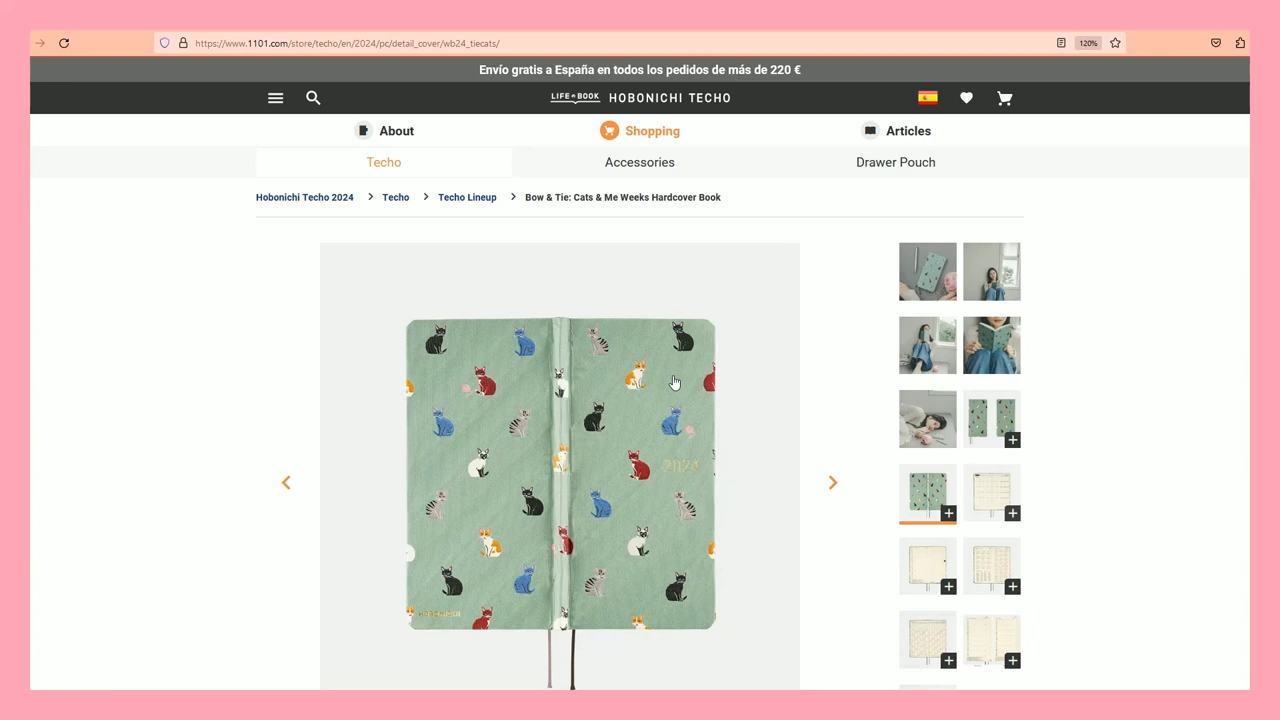 https://www.1101.com/store/techo/en/2024/pc/detail_cover/wb24_tiecats/
120%
Envío gratis a España en todos los pedidos de más de 220 €
LIFE BOOK HOBONICHI TECHO
About
Shopping
Articles
Techo
Accessories
Drawer Pouch
Hobonichi Techo 2024 > Techo > Techo Lineup > Bow & Tie: Cats & Me Weeks Hardcover Book
2024
HOBONICHI